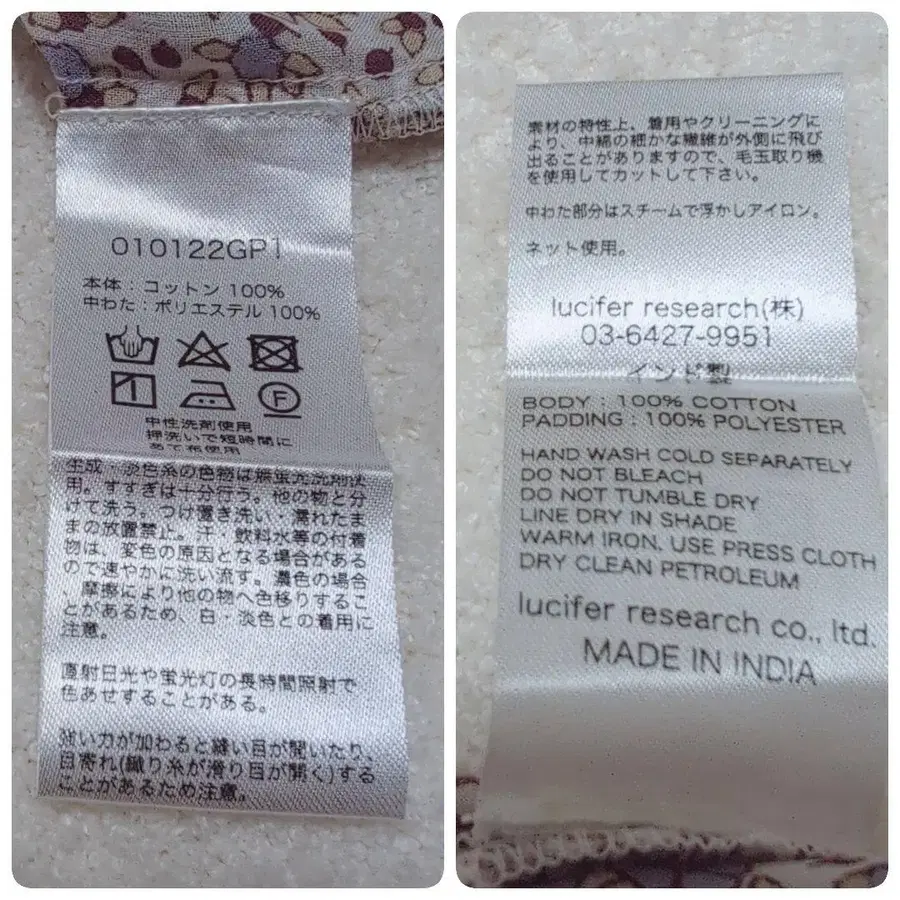 010122GP1
本体：コットン 100%
中わた：ポリエステル 100%
F
中性洗剤使用
押洗いで短時間に
あて布使用
生成・淡色系の色物は無蛍光洗剤使
用。すすぎは十分行う。他の物と分
けて洗う。つけ置き洗い・濡れたま
まの放置禁止。汗・飲料水等の付着
物は、変色の原因となる場合がある
ので速やかに洗い流す。濃色の場合
、摩擦により他の物へ色移りするこ
とがあるため、白・淡色との着用に
注意。
直射日光や蛍光灯の長時間照射で
色あせすることがある。
強い力が加わると縫い目が開いたり、
目寄れ(織り糸が滑り目が開く)する
ことがあるため注意。
素材の特性上、着用やクリーニングに
より、中綿の細かな繊維が外側に飛び
出ることがありますので、毛玉取り機
を使用してカットして下さい。
中わた部分はスチームで浮かしアイロン。
ネット使用。
lucifer research(株)
03-6427-9951
インド製
BODY : 100% COTTON
PADDING : 100% POLYESTER
HAND WASH COLD SEPARATELY
DO NOT BLEACH
DO NOT TUMBLE DRY
LINE DRY IN SHADE
WARM IRON, USE PRESS CLOTH
DRY CLEAN PETROLEUM
lucifer research co., ltd.
MADE IN INDIA